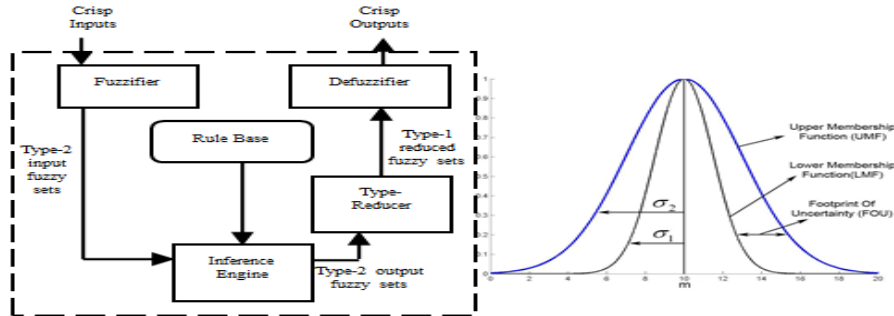 Crisp
Inputs
Crisp
Outputs
Fuzzifier
Defuzzifier
Type-2
input
fuzzy
sets
Rule Base
Type-1
reduced
fuzzy sets
Type-
Reducer
Inference
Engine
Type-2 output
fuzzy sets
1
0.9
0.8
0.7
0.6
0.5
0.4
0.3
0.2
0.1
0
0
2
4
6
8
10
12
14
16
18
20
m
σ2
σ1
Upper Membership
Function (UMF)
Lower Membership
Function(LMF)
Footprint Of
Uncertainty (FOU)